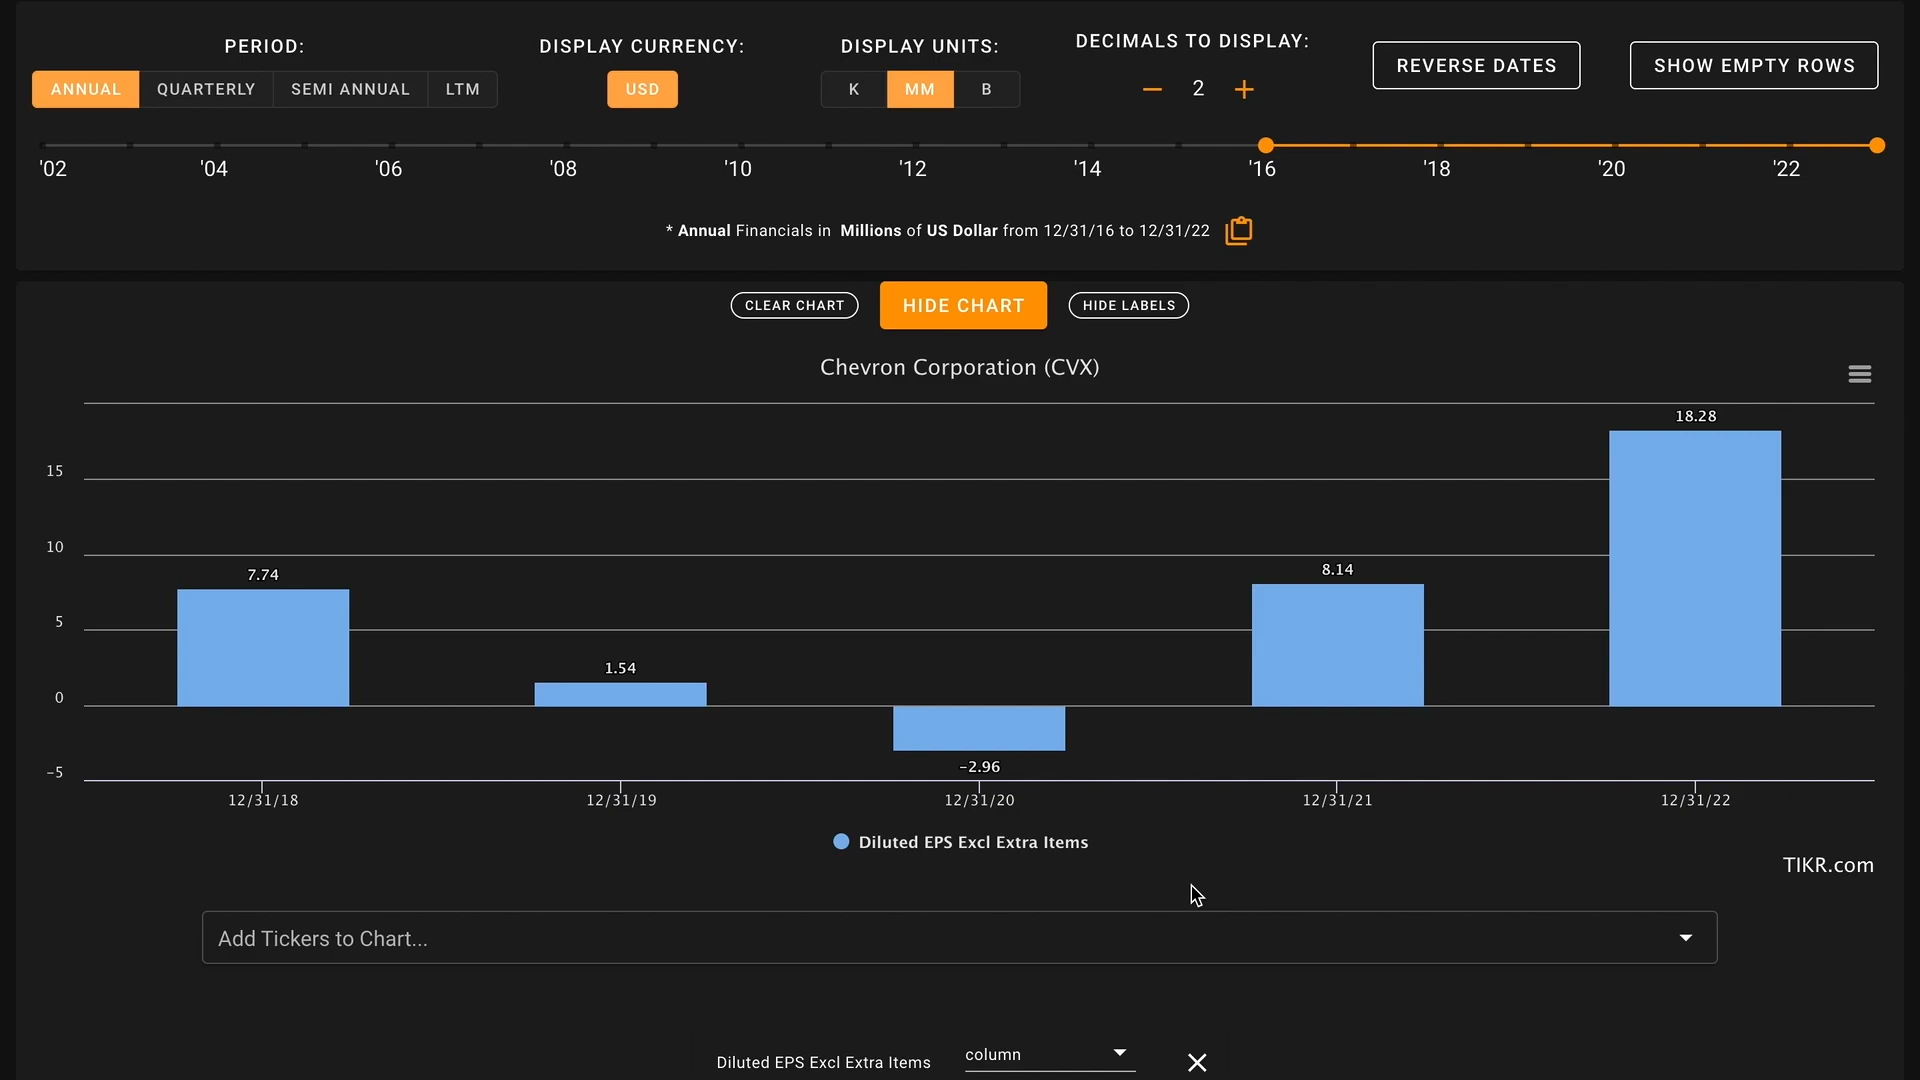 PERIOD:
ANNUAL QUARTERLY SEMI ANNUAL LTM
DISPLAY CURRENCY:
USD
DISPLAY UNITS:
K MM B
DECIMALS TO DISPLAY:
2
REVERSE DATES
SHOW EMPTY ROWS
'02 '04 '06 '08 '10 '12 '14 '16 '18 '20 '22
* Annual Financials in Millions of US Dollar from 12/31/16 to 12/31/22
CLEAR CHART
HIDE CHART
HIDE LABELS
Chevron Corporation (CVX)
18.28
15
10
7.74
8.14
5
1.54
0
-2.96
-5
12/31/18 12/31/19 12/31/20 12/31/21 12/31/22
Diluted EPS Excl Extra Items
TIKR.com
Add Tickers to Chart...
Diluted EPS Excl Extra Items column